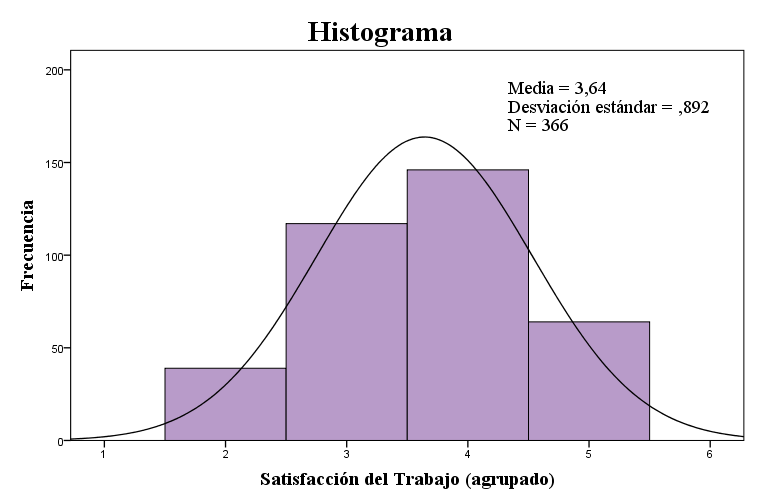 Histograma
Media = 3,64
Desviación estándar = ,892
N = 366
Frecuencia
200
150
100
50
0
1 2 3 4 5 6
Satisfacción del Trabajo (agrupado)